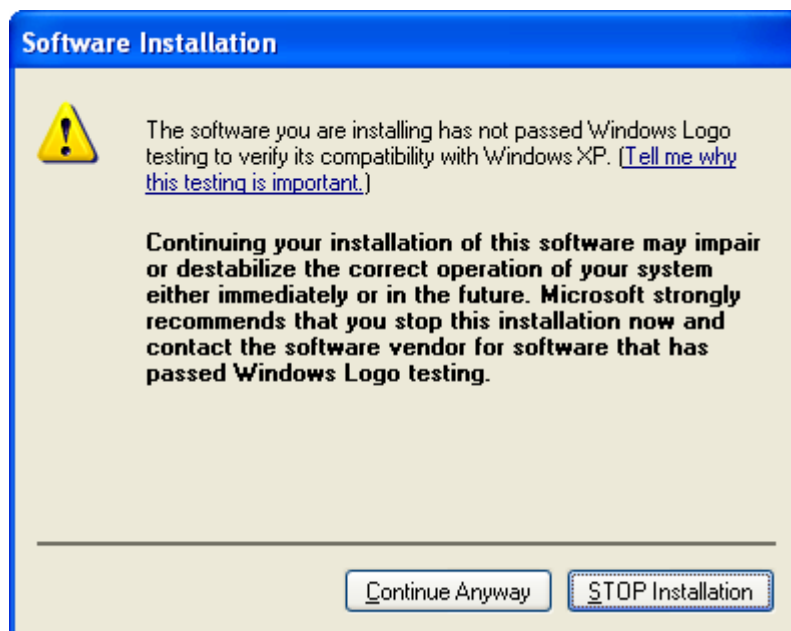 Software Installation
The software you are installing has not passed Windows Logo
testing to verify its compatibility with Windows XP. (Tell me why
this testing is important.)
Continuing your installation of this software may impair
or destabilize the correct operation of your system
either immediately or in the future. Microsoft strongly
recommends that you stop this installation now and
contact the software vendor for software that has
passed Windows Logo testing.
Continue Anyway
STOP Installation